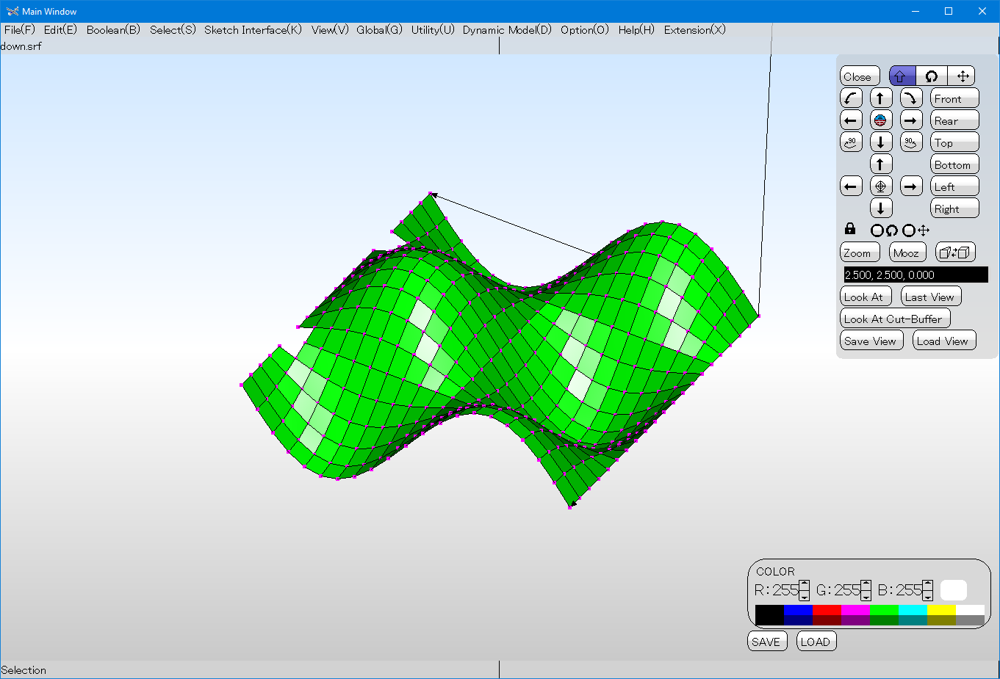 Main Window
File(F) Edit(E) Boolean(B) Select(S) Sketch Interface(K) View(V) Global(G) Utility(U) Dynamic Model(D) Option(O) Help(H) Extension(X)
down.srf
Close
Front
Rear
90 90 Top
Bottom
Left
Right
Zoom Mooz
2.500, 2.500, 0.000
Look At Last View
Look At Cut-Buffer
Save View Load View
COLOR
R:255 G:255 B:255
SAVE LOAD
Selection